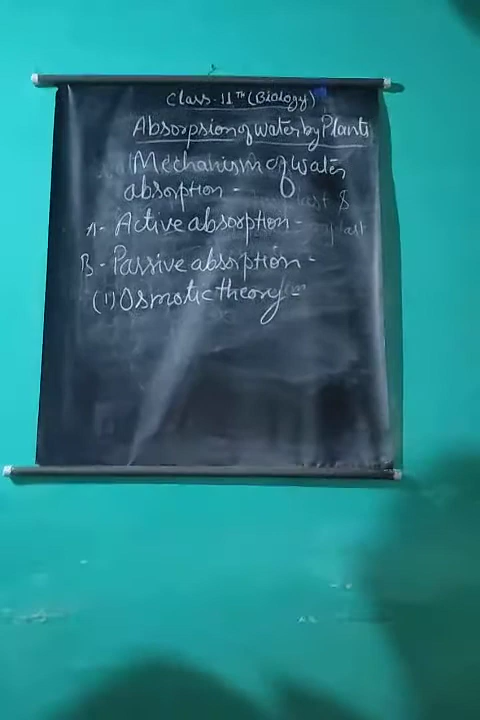 Class-11Th (Biology)
Absorpsion of water by Plants
Mechanism of water
absorption -
A- Active absorption -
B - Passive absorption -
(1) Osmotic theory -